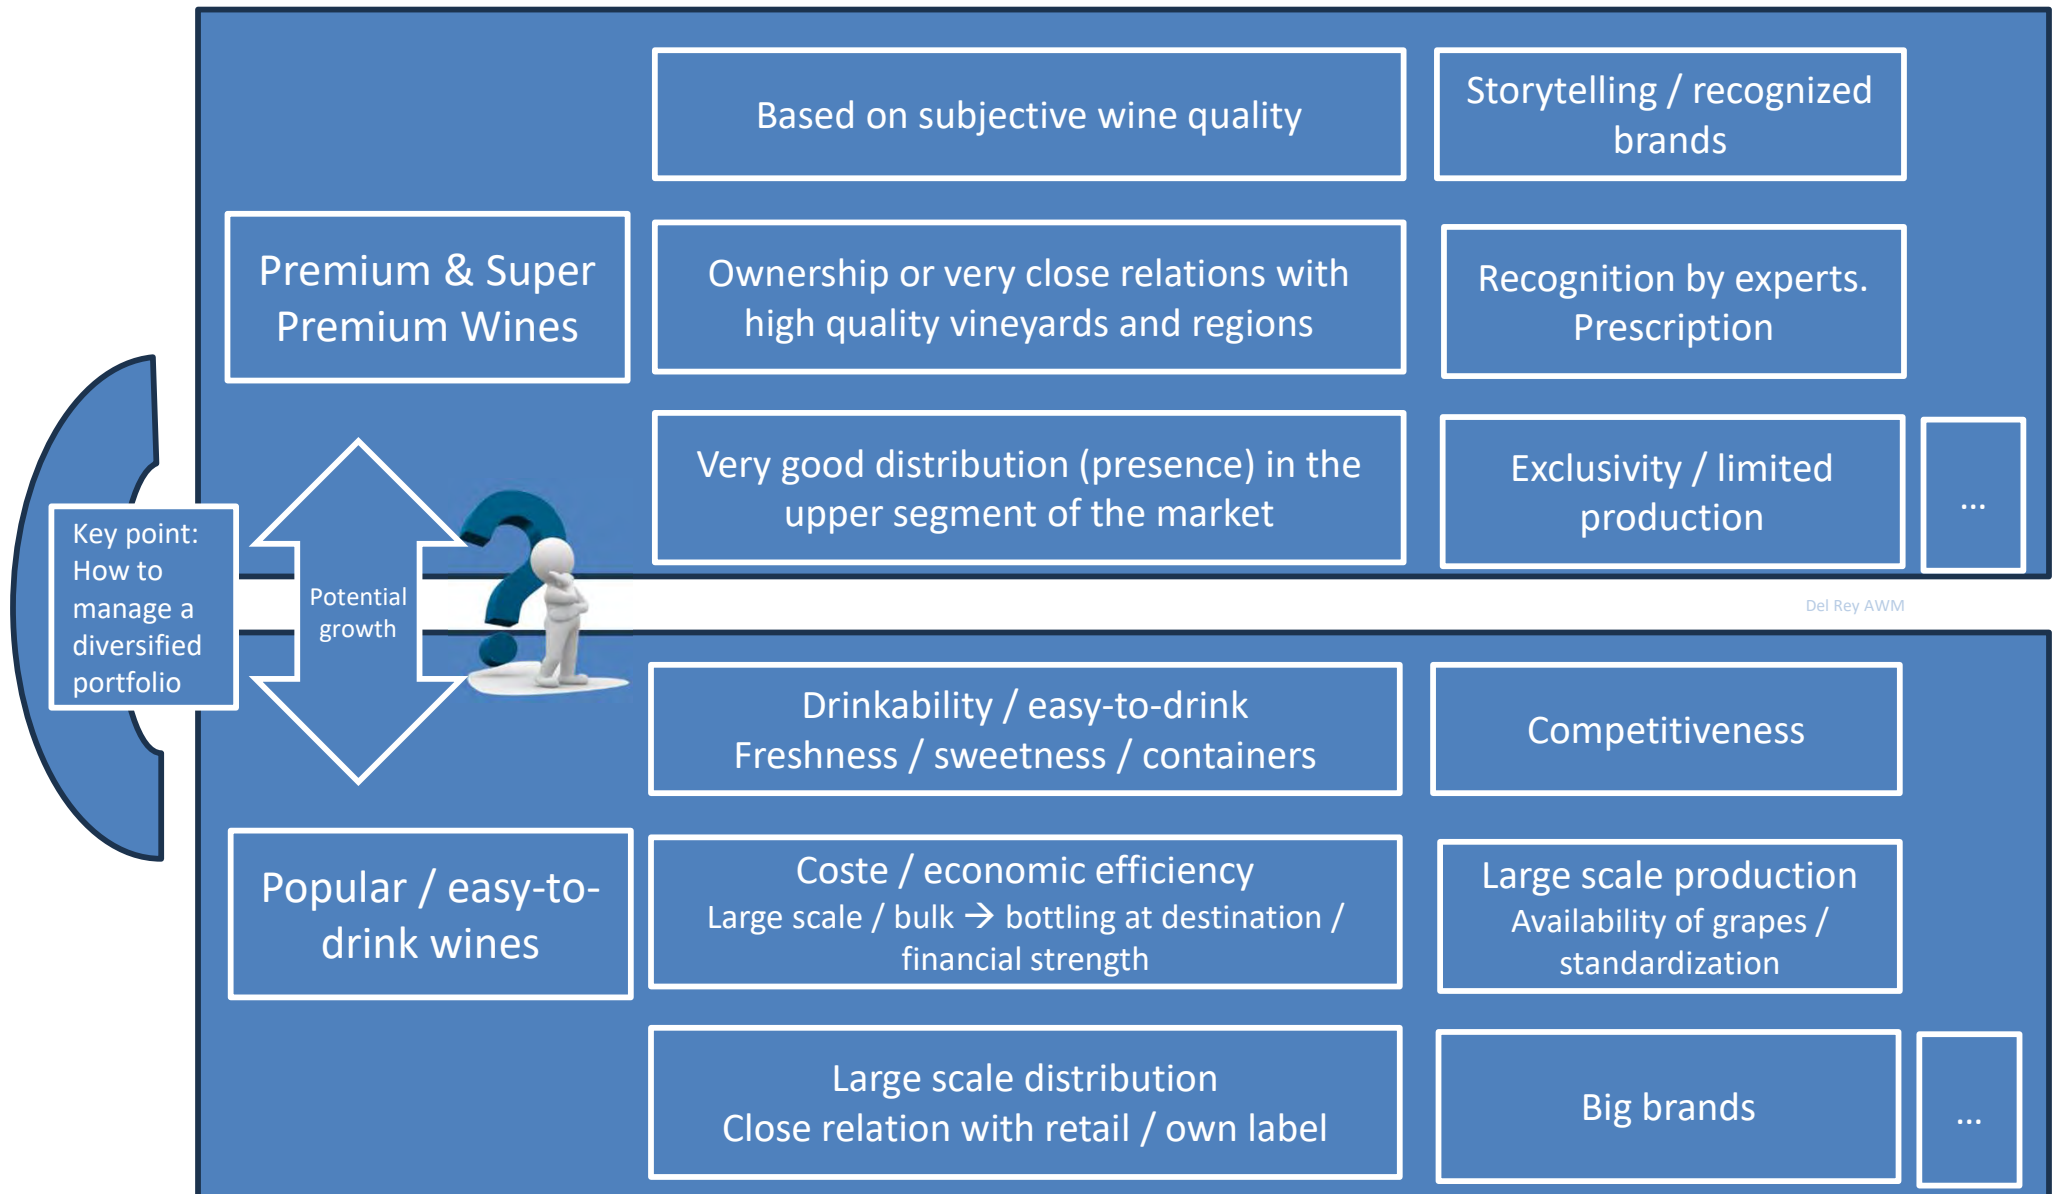 Based on subjective wine quality
Storytelling / recognized
brands
Premium & Super
Premium Wines
Ownership or very close relations with
high quality vineyards and regions
Recognition by experts.
Prescription
Very good distribution (presence) in the
upper segment of the market
Exclusivity / limited
production
...
Key point:
How to
manage a
diversified
portfolio
Potential
growth
Del Rey AWM
Drinkability / easy-to-drink
Freshness / sweetness / containers
Competitiveness
Popular / easy-to-
drink wines
Coste / economic efficiency
Large scale / bulk → bottling at destination /
financial strength
Large scale production
Availability of grapes /
standardization
Large scale distribution
Close relation with retail / own label
Big brands
...